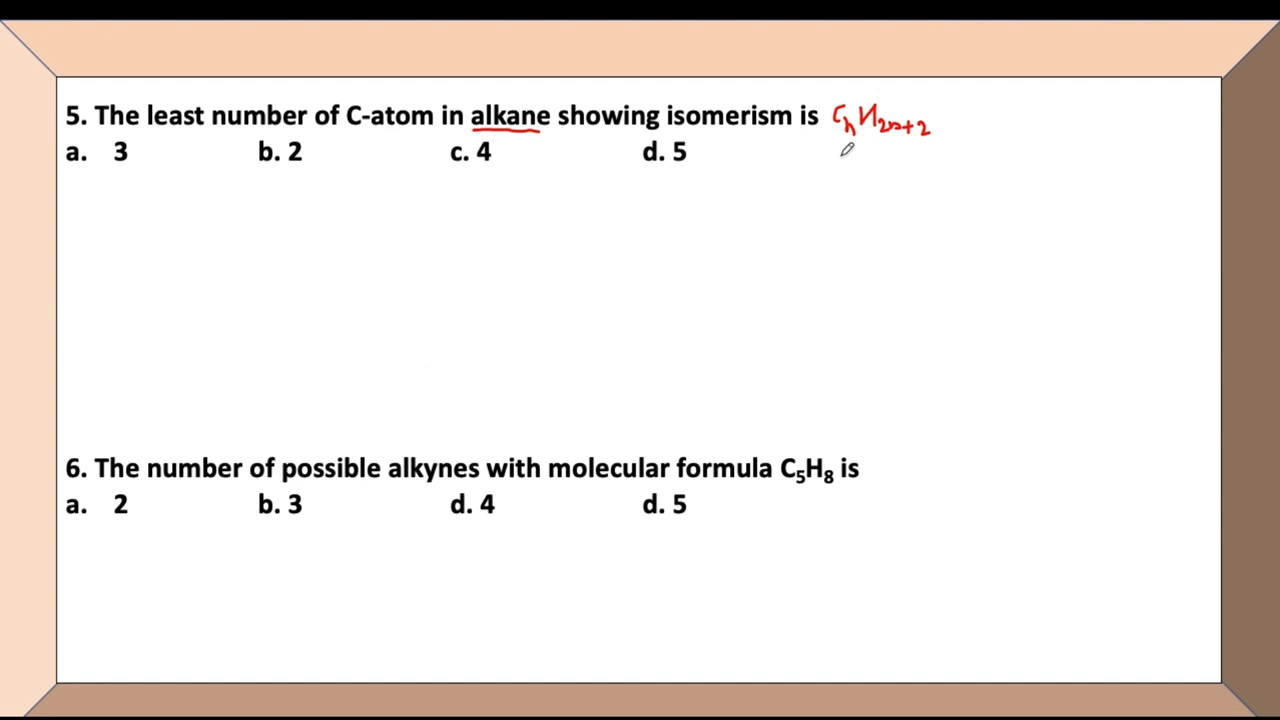 5. The least number of C-atom in alkane showing isomerism is CnH2n+2
a. 3 b. 2 c. 4 d. 5
6. The number of possible alkynes with molecular formula C₅H₈ is
a. 2 b. 3 d. 4 d. 5